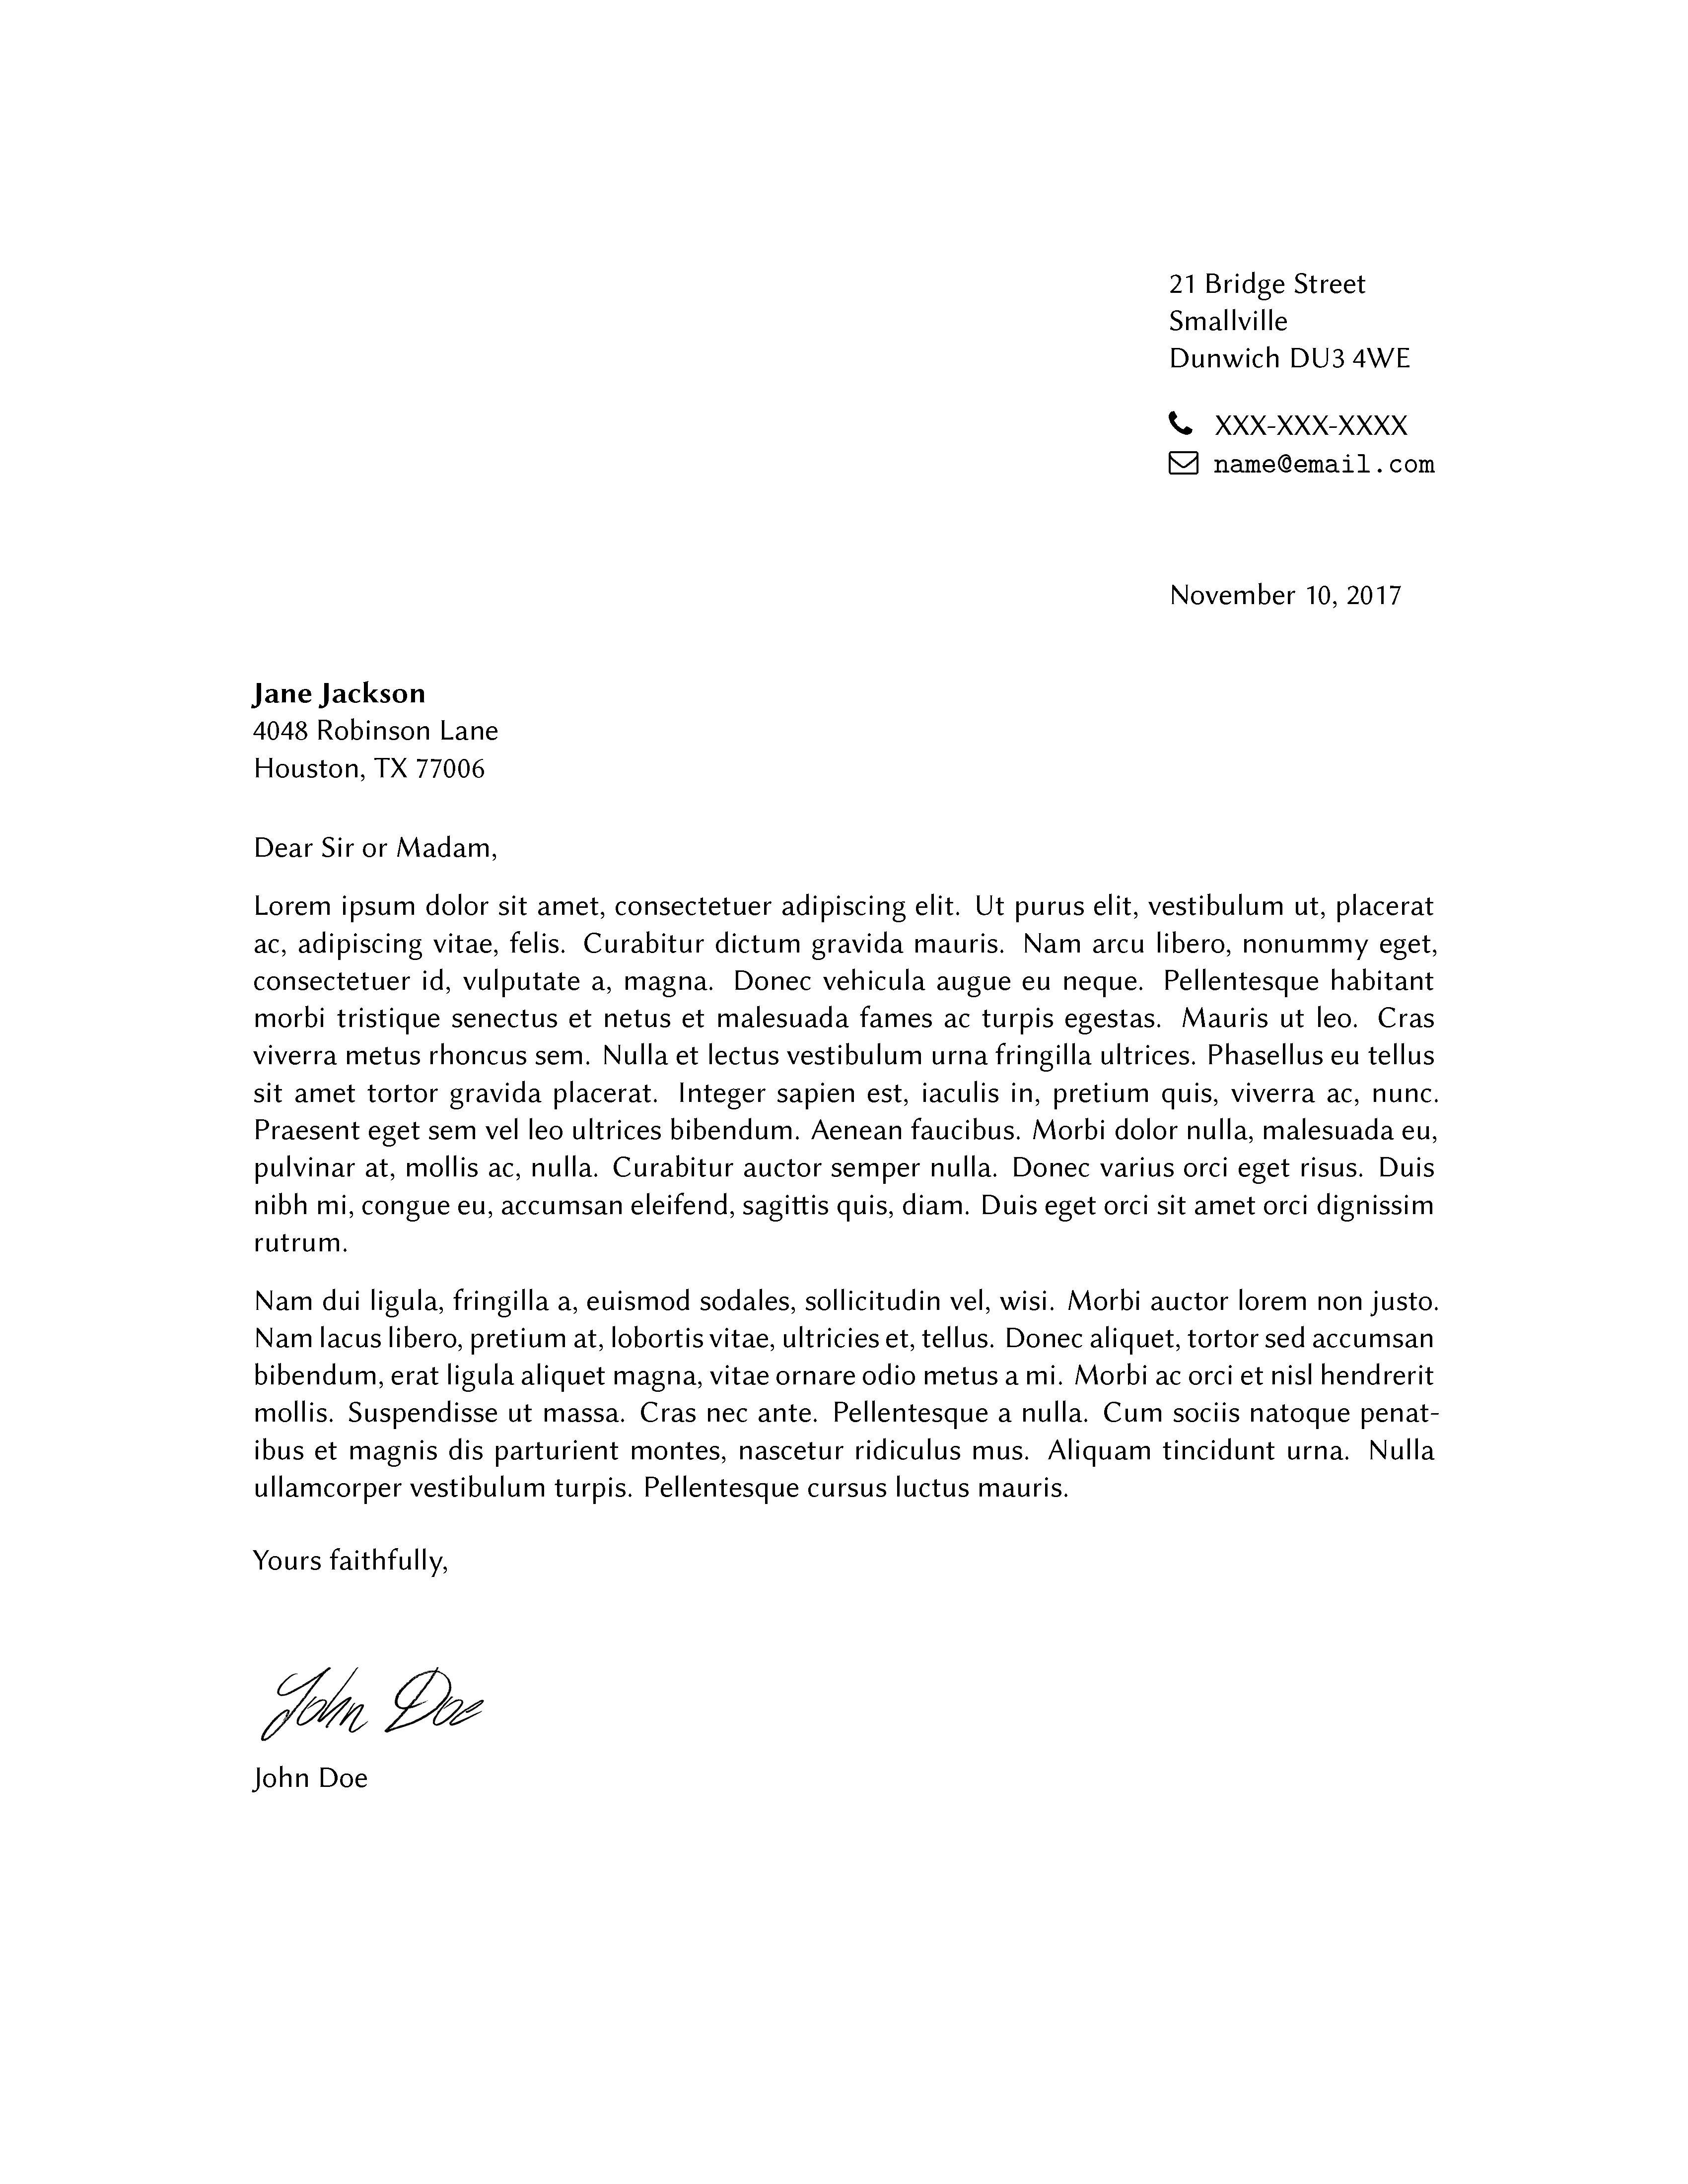 21 Bridge Street
Smallville
Dunwich DU3 4WE
XXX-XXX-XXXX
name@email.com
November 10, 2017
Jane Jackson
4048 Robinson Lane
Houston, TX 77006
Dear Sir or Madam,
Lorem ipsum dolor sit amet, consectetuer adipiscing elit. Ut purus elit, vestibulum ut, placerat
ac, adipiscing vitae, felis. Curabitur dictum gravida mauris. Nam arcu libero, nonummy eget,
consectetuer id, vulputate a, magna. Donec vehicula augue eu neque. Pellentesque habitant
morbi tristique senectus et netus et malesuada fames ac turpis egestas. Mauris ut leo. Cras
viverra metus rhoncus sem. Nulla et lectus vestibulum urna fringilla ultrices. Phasellus eu tellus
sit amet tortor gravida placerat. Integer sapien est, iaculis in, pretium quis, viverra ac, nunc.
Praesent eget sem vel leo ultrices bibendum. Aenean faucibus. Morbi dolor nulla, malesuada eu,
pulvinar at, mollis ac, nulla. Curabitur auctor semper nulla. Donec varius orci eget risus. Duis
nibh mi, congue eu, accumsan eleifend, sagittis quis, diam. Duis eget orci sit amet orci dignissim
rutrum.
Nam dui ligula, fringilla a, euismod sodales, sollicitudin vel, wisi. Morbi auctor lorem non justo.
Nam lacus libero, pretium at, lobortis vitae, ultricies et, tellus. Donec aliquet, tortor sed accumsan
bibendum, erat ligula aliquet magna, vitae ornare odio metus a mi. Morbi ac orci et nisl hendrerit
mollis. Suspendisse ut massa. Cras nec ante. Pellentesque a nulla. Cum sociis natoque penat-
ibus et magnis dis parturient montes, nascetur ridiculus mus. Aliquam tincidunt urna. Nulla
ullamcorper vestibulum turpis. Pellentesque cursus luctus mauris.
Yours faithfully,
John Doe
John Doe